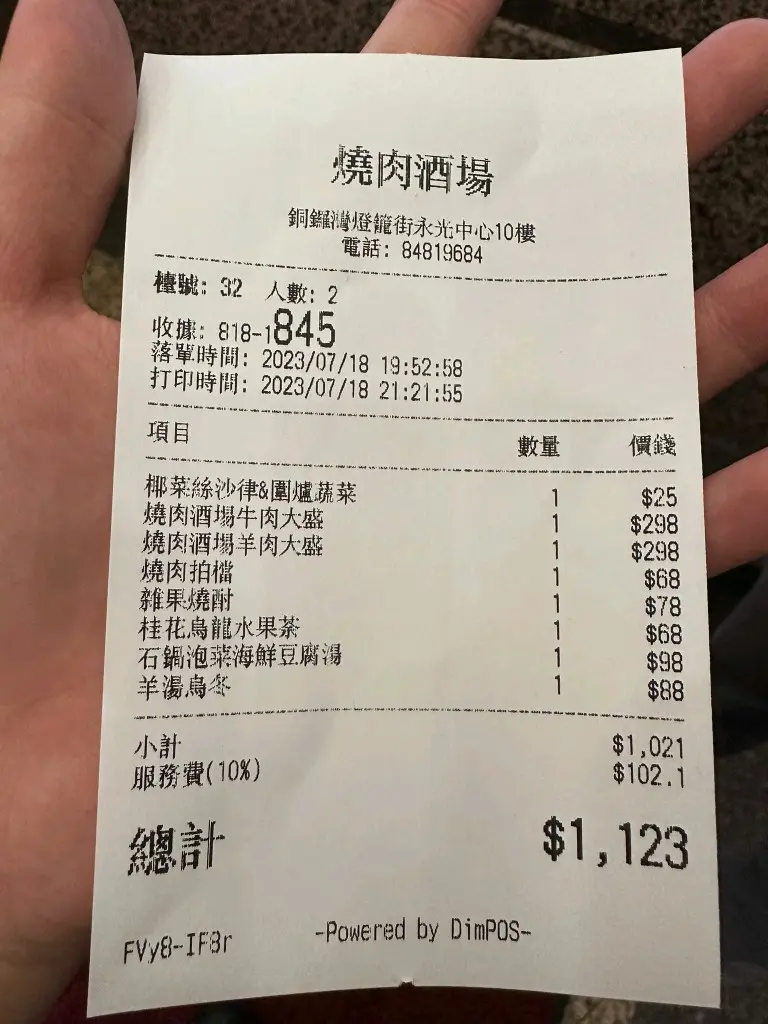 燒肉酒場
銅鑼灣燈籠街永光中心10樓
電話: 84819684
檯號: 32 人數: 2
收據: 818-1845
落單時間: 2023/07/18 19:52:58
打印時間: 2023/07/18 21:21:55
項目 數量 價錢
椰菜絲沙律&圍爐蔬菜 1 $25
燒肉酒場牛肉大盛 1 $298
燒肉酒場羊肉大盛 1 $298
燒肉拍檔 1 $68
雜果燒酎 1 $78
桂花烏龍水果茶 1 $68
石鍋泡菜海鮮豆腐湯 1 $98
羊湯烏冬 1 $88
小計 $1,021
服務費(10%) $102.1
總計 $1,123
FVy8-IF8r -Powered by DimPOS-